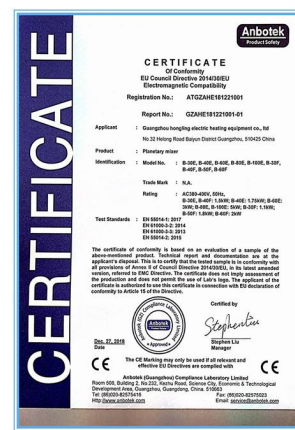 Anbotek
Product Safety
CERTIFICATE
CERTIFICATE
Of Conformity
EU Council Directive 2014/30/EU
Electromagnetic Compatibility
Registration No.: ATGZAHE181221001
Report No.: GZAHE181221001-01
Applicant : Guangzhou hongling electric heating equipment co., ltd
No 32 Helong Road Baiyun District Guangzhou, 510425 China
Product : Planetary mixer
Identification : Model No. : B-30E, B-40E, B-60E, B-80E, B-100E, B-30F,
B-40F, B-50F, B-60F
Trade Mark : N.A.
Rating : AC380-400V, 50Hz,
B-30E, B-40F: 1.5kW; B-40E: 1.75kW; B-60E:
3kW; B-80E, B-100E: 5kW; B-30F: 1.1kW;
B-50F: 1.8kW; B-60F: 2kW
Test Standards : EN 55014-1: 2017
EN 61000-3-2: 2014
EN 61000-3-3: 2013
EN 55014-2: 2015
The certificate of conformity is based on an evaluation of a sample of the
above-mentioned product. Technical report and documentation are at the
applicant's disposal. This is to certify that the tested sample is in conformity with
all provisions of Annex II of Council Directive 2014/30/EU, in its latest amended
version, referred to EMC Directive. The certificate does not imply assessment of
the production and does not permit the use of Lab's logo. The applicant of the
certificate is authorized to use this certificate in connection with EU declaration of
conformity to Article 15 of the Directive.
Certified by
Anbotek
Approved
Dec. 27, 2018
Date
Stephen Liu
Manager
The CE Marking may only be used if all relevant and
effective EU Directives are complied with
CE
CE
Anbotek (Guangzhou) Compliance Laboratory Limited
Room 508, Building 2, No.232, Kezhu Road, Science City, Economic & Technological
Development Area, Guangzhou, Guangdong, China. 510663
Tel: (86)020-82575416 Fax: (86)020-82575023
Http://www.anbotek.com Email: service@anbotek.com